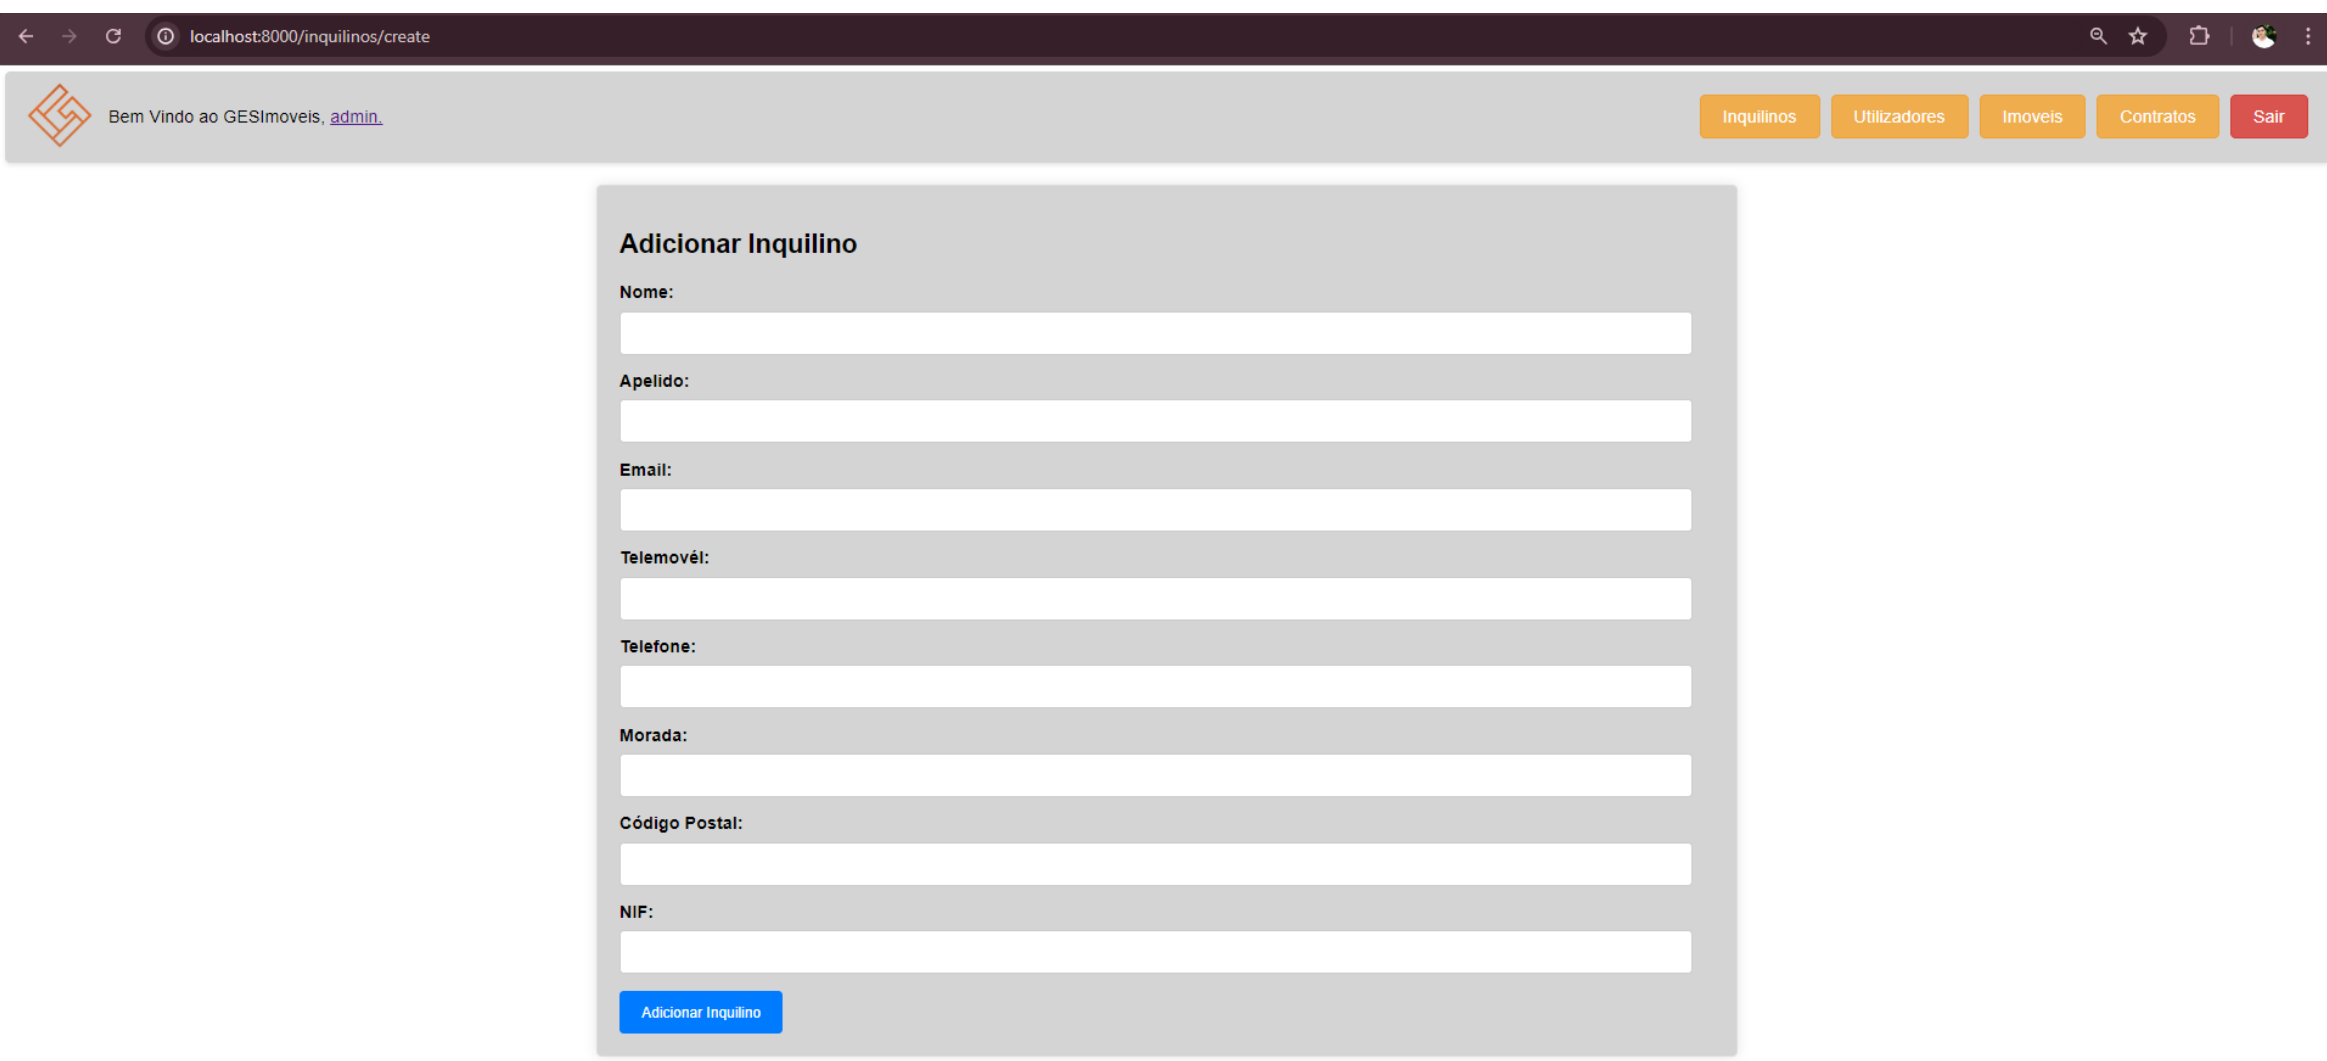 localhost:8000/inquilinos/create
Bem Vindo ao GESImoveis, admin.
Inquilinos
Utilizadores
Imoveis
Contratos
Sair
Adicionar Inquilino
Nome:
Apelido:
Email:
Telemovél:
Telefone:
Morada:
Código Postal:
NIF:
Adicionar Inquilino